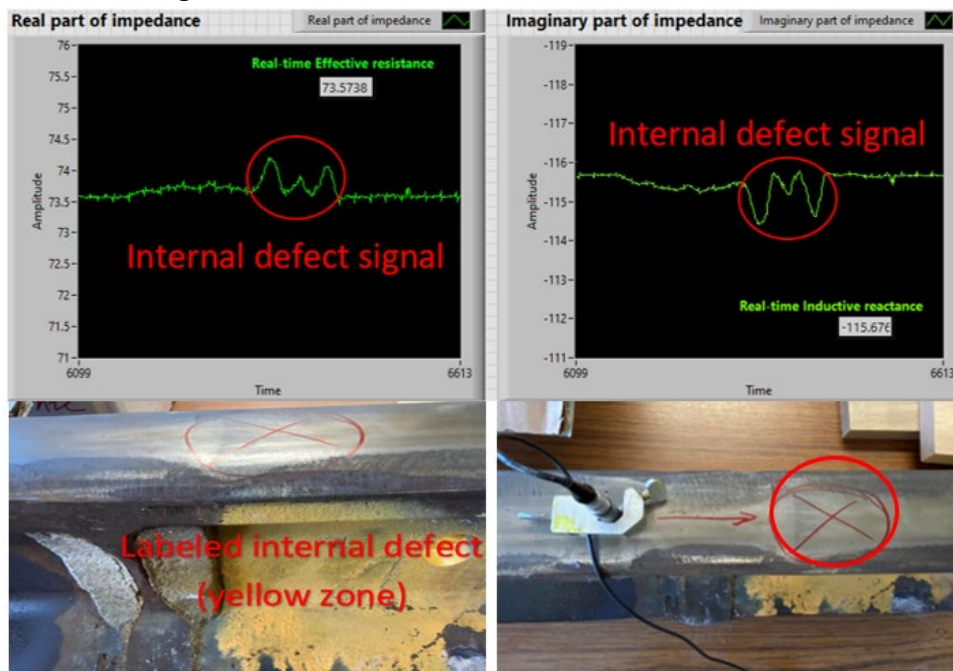 Real part of impedance
Real part of impedance
76
75.5
75
74.5
74
73.5
73
72.5
72
71.5
71
Amplitude
Real-time Effective resistance
73.5738
Internal defect signal
6099
6613
Time
Imaginary part of impedance
Imaginary part of impedance
-119
-118
-117
-116
-115
-114
-113
-112
-111
Amplitude
Internal defect signal
Real-time Inductive reactance
-115.676
6099
6613
Time
Labeled internal defect
(yellow zone)